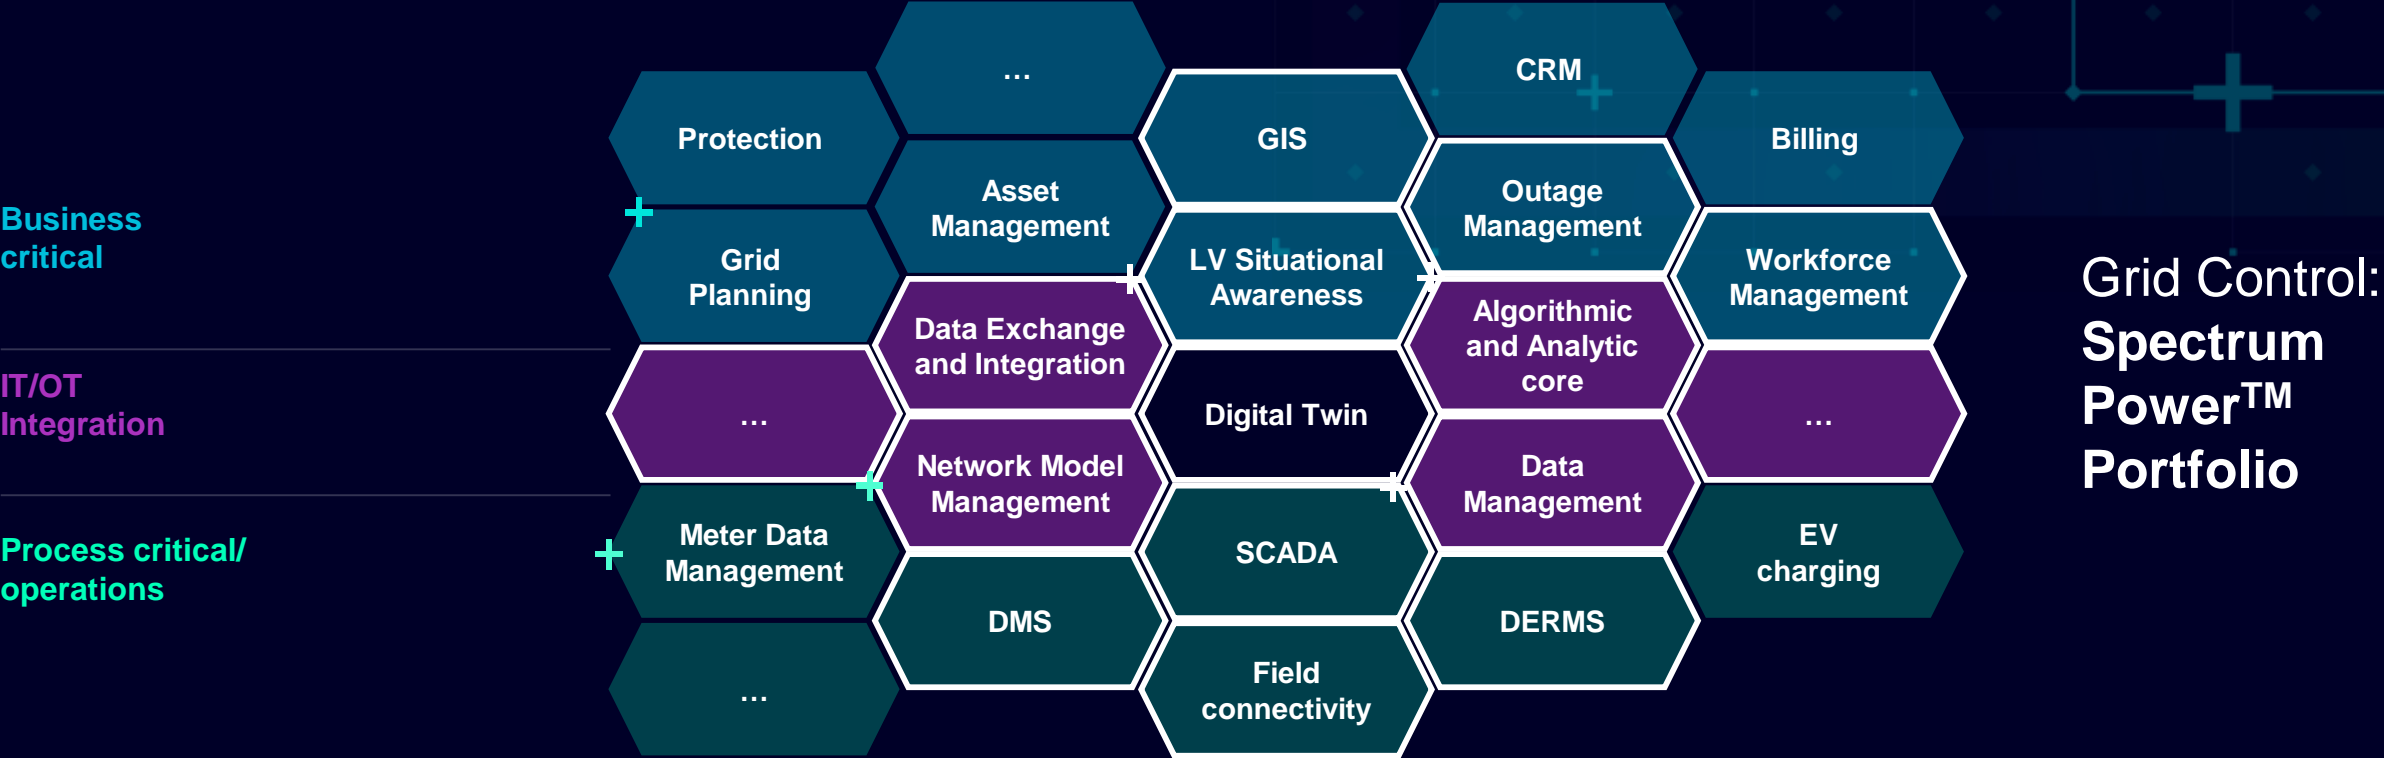 Business
critical
IT/OT
Integration
Process critical/
operations
...
CRM
Protection
GIS
Billing
Asset
Management
Outage
Management
Grid
Planning
LV Situational
Awareness
Workforce
Management
Data Exchange
and Integration
Algorithmic
and Analytic
core
...
Digital Twin
...
Network Model
Management
Data
Management
Meter Data
Management
SCADA
EV
charging
DMS
DERMS
...
Field
connectivity
Grid Control:
Spectrum
Power™
Portfolio